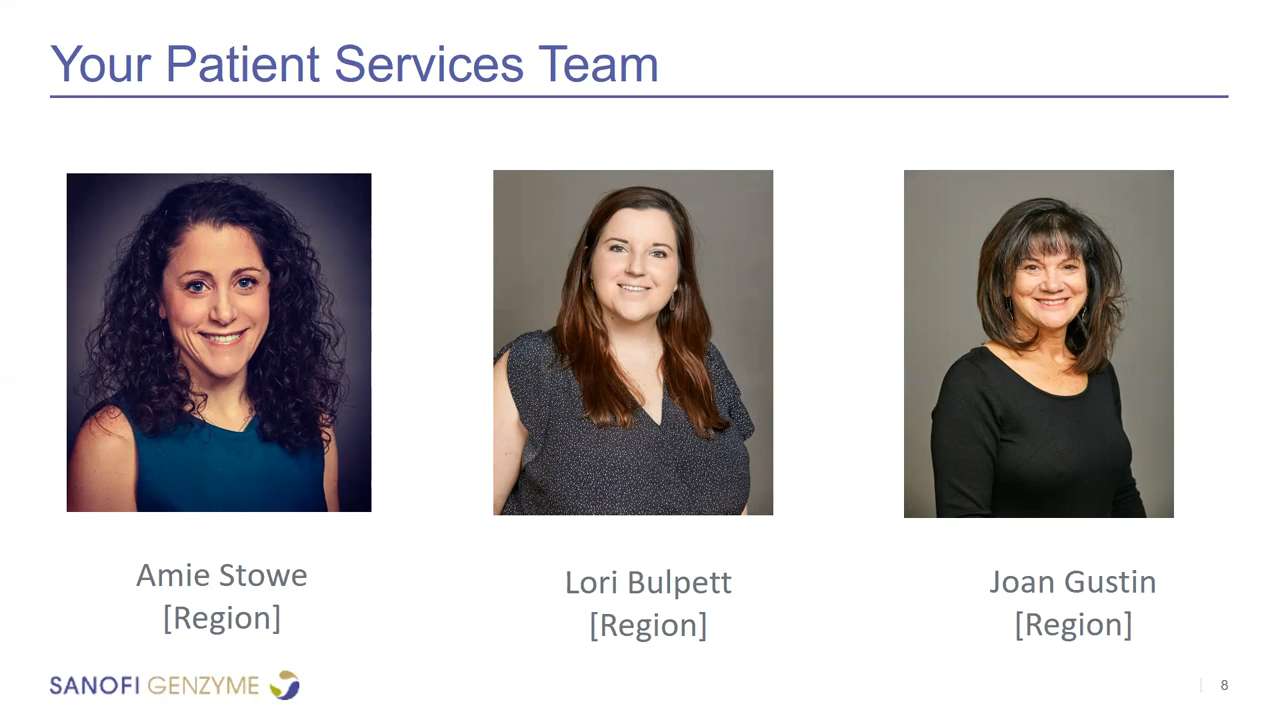 Your Patient Services Team
Amie Stowe
[Region]
Lori Bulpett
[Region]
Joan Gustin
[Region]
SANOFI GENZYME
8